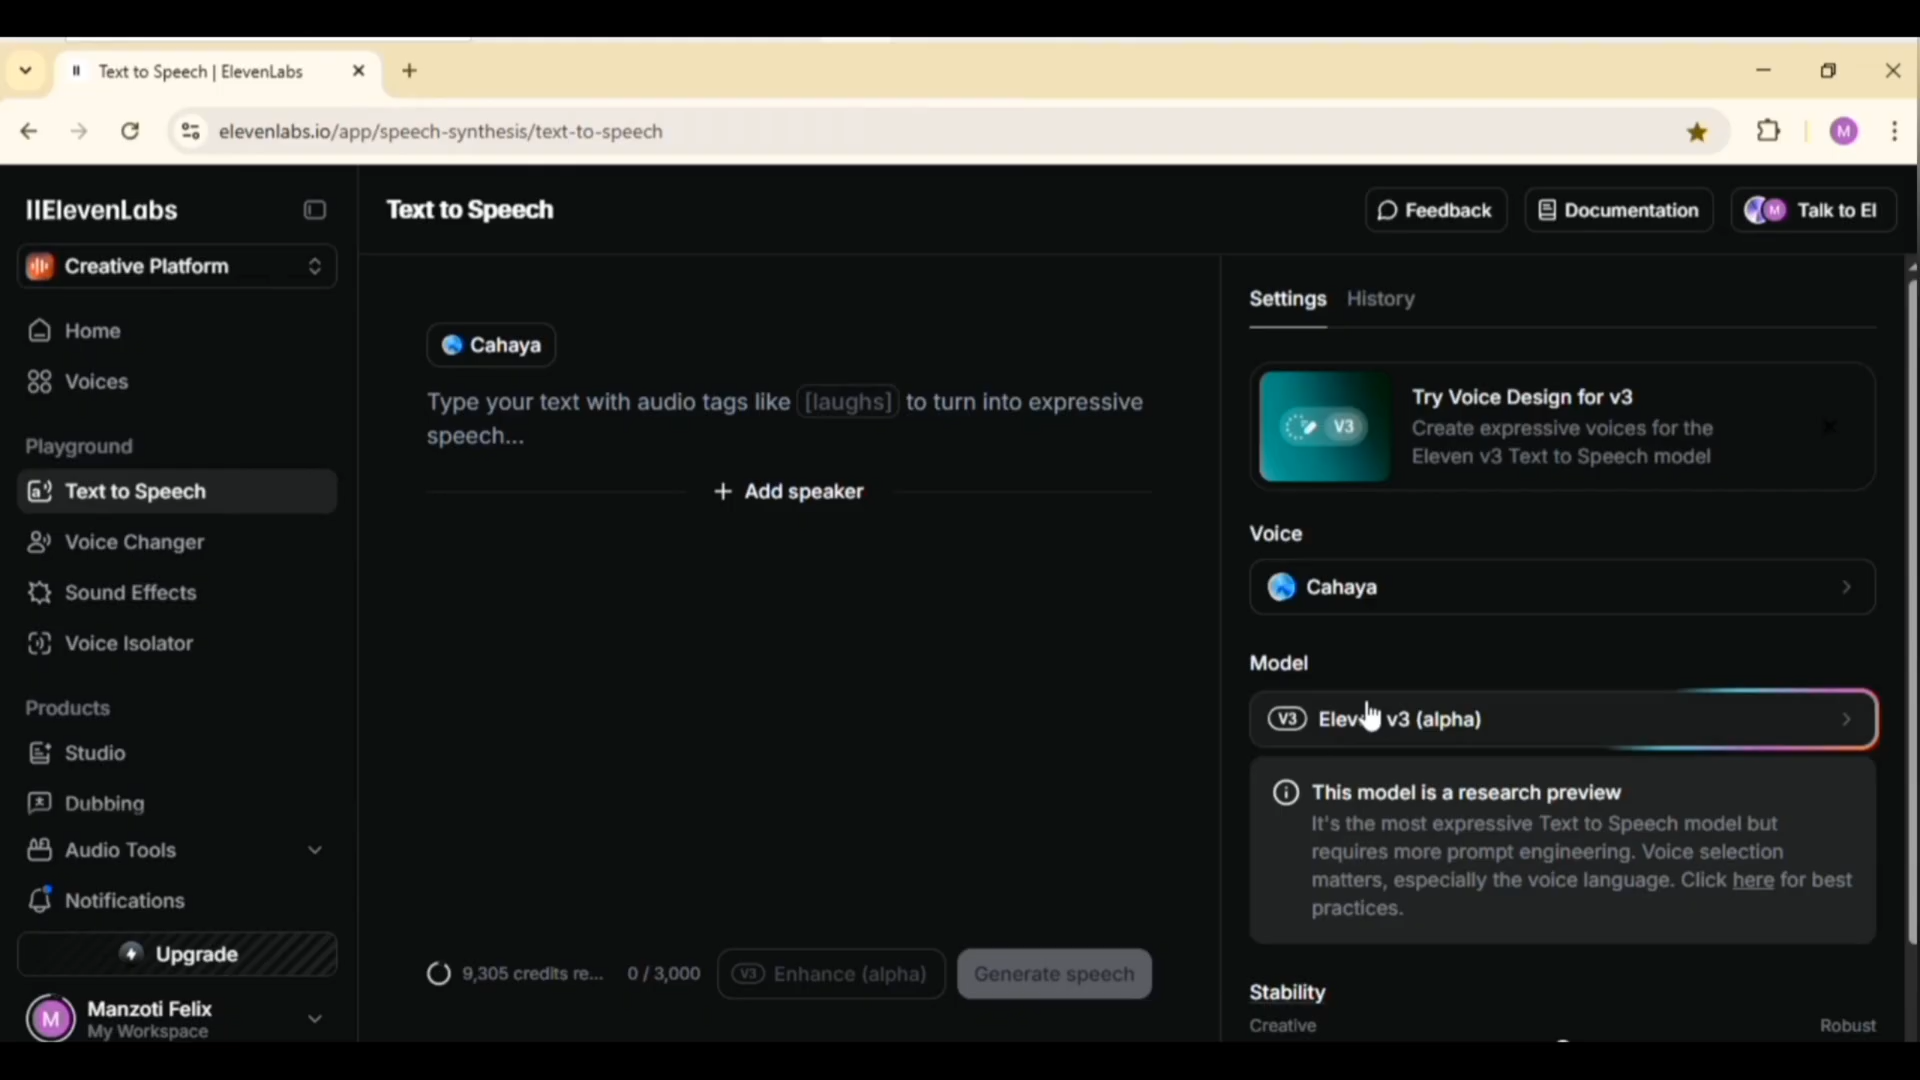 Text to Speech | ElevenLabs
elevenlabs.io/app/speech-synthesis/text-to-speech
M
IIElevenLabs
Creative Platform
Home
Voices
Playground
Text to Speech
Voice Changer
Sound Effects
Voice Isolator
Products
Studio
Dubbing
Audio Tools
Notifications
Upgrade
M
Manzoti Felix
My Workspace
Text to Speech
Feedback
Documentation
M
Talk to El
Cahaya
Type your text with audio tags like [laughs] to turn into expressive
speech...
+ Add speaker
9,305 credits re...
0 / 3,000
V3 Enhance (alpha)
Generate speech
Settings
History
V3
Try Voice Design for v3
Create expressive voices for the
Eleven v3 Text to Speech model
Voice
Cahaya
Model
V3 Eleven v3 (alpha)
This model is a research preview
It's the most expressive Text to Speech model but
requires more prompt engineering. Voice selection
matters, especially the voice language. Click here for best
practices.
Stability
Creative
Robust